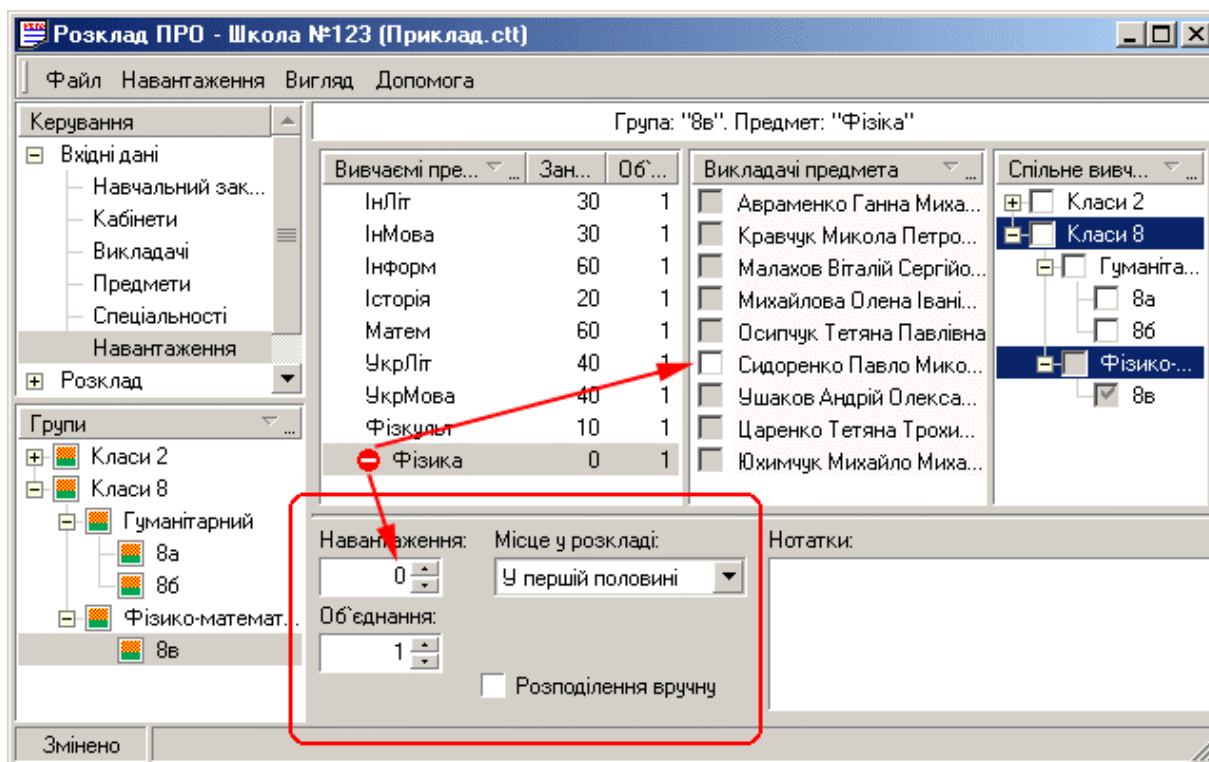 Розклад ПРО - Школа №123 (Приклад.ctt)
Файл Навантаження Вигляд Допомога
Керування
Вхідні дані
Навчальний зак...
Кабінети
Викладачі
Предмети
Спеціальності
Навантаження
Розклад
Групи
Класи 2
Класи 8
Гуманітарний
8а
8б
Фізико-математ...
8в
Група: "8в". Предмет: "Фізіка"
Вивчаємі пре... Зан... Об`...
ІнЛіт 30 1
ІнМова 30 1
Інформ 60 1
Історія 20 1
Матем 60 1
УкрЛіт 40 1
УкрМова 40 1
Фізкульт 10 1
Фізика 0 1
Викладачі предмета ...
Авраменко Ганна Миха...
Кравчук Микола Петро...
Малахов Віталій Сергійо...
Михайлова Олена Івані...
Осипчук Тетяна Павлівна
Сидоренко Павло Мико...
Ушаков Андрій Олекса...
Царенко Тетяна Трохи...
Юхимчук Михайло Миха...
Спільне вивч... ...
Класи 2
Класи 8
Гуманіта...
8а
8б
Фізико-...
8в
Навантаження: Місце у розкладі: Нотатки:
0 У першій половині
Об`єднання:
1
Розподілення вручну
Змінено